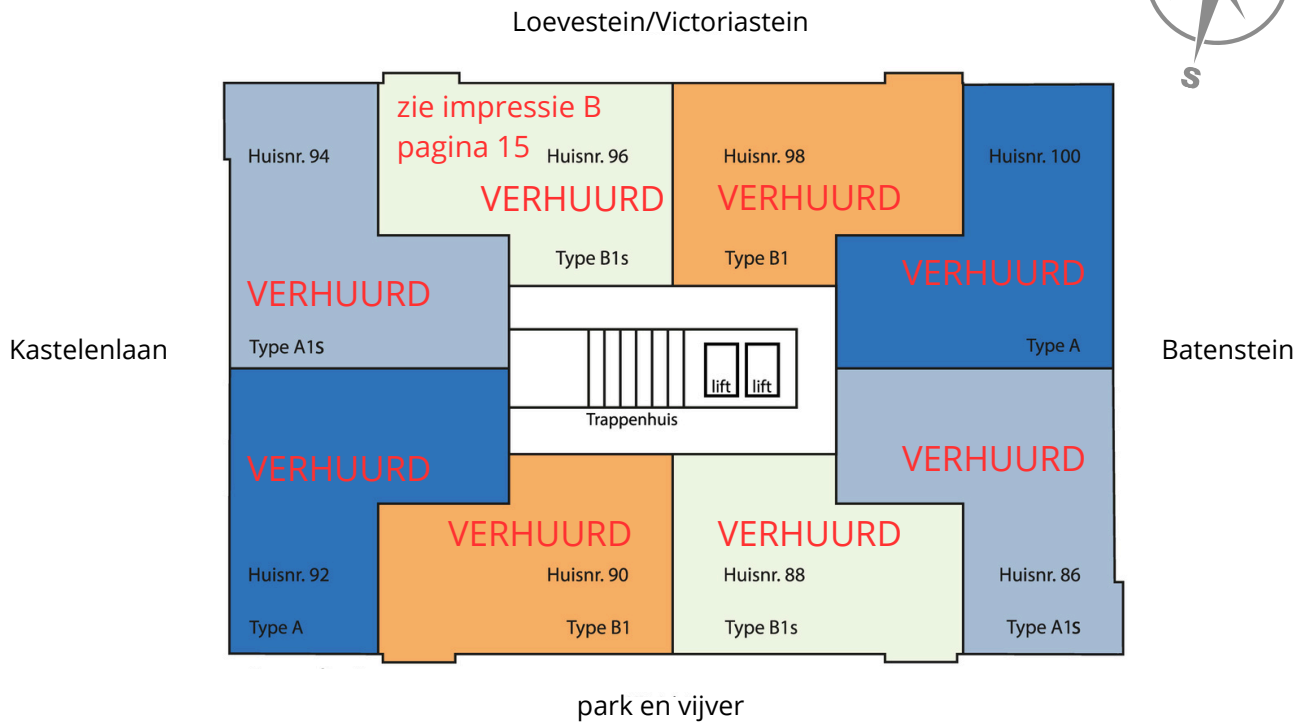 Loevestein/Victoriastein
S
zie impressie B
pagina 15
Huisnr. 94
Huisnr. 96
Huisnr. 98
Huisnr. 100
VERHUURD
VERHUURD
Type B1s
Type B1
VERHUURD
VERHUURD
Kastelenlaan
Type A1s
Type A
Batenstein
lift
lift
Trappenhuis
VERHUURD
VERHUURD
VERHUURD
VERHUURD
Huisnr. 92
Huisnr. 90
Huisnr. 88
Huisnr. 86
Type A
Type B1
Type B1s
Type A1s
park en vijver